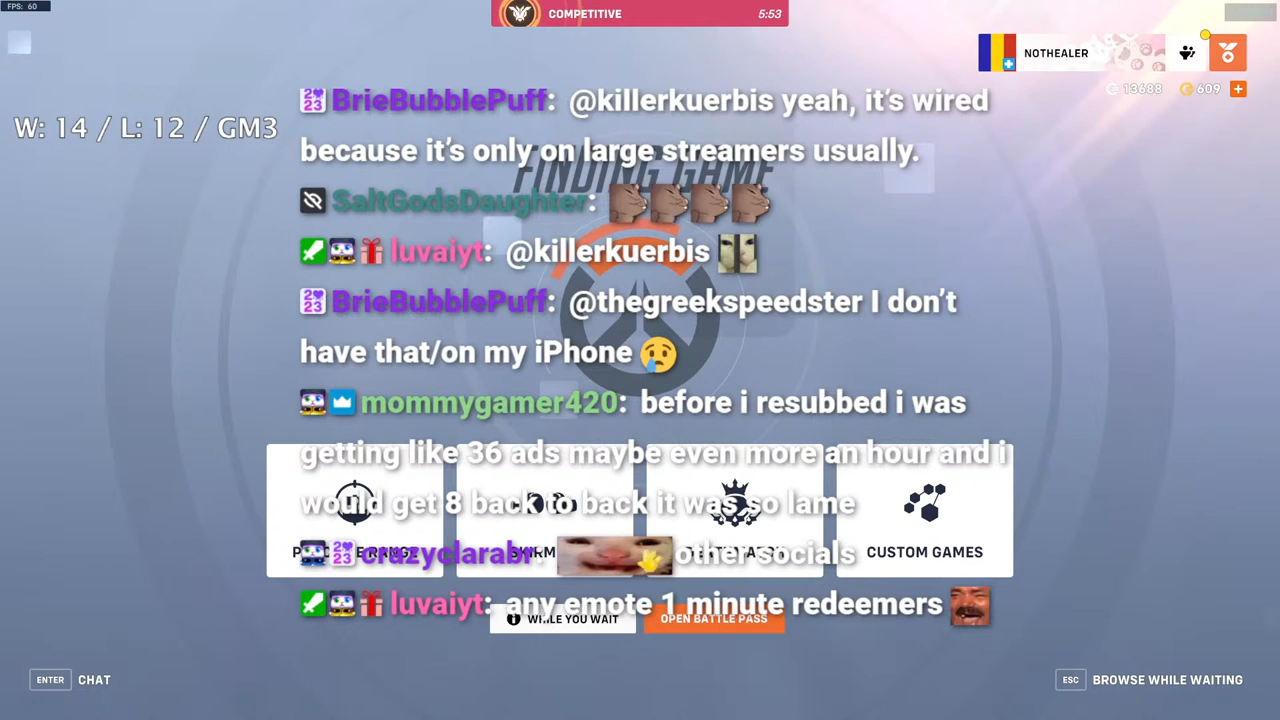 FPS: 60
COMPETITIVE
5:53
NOTHEALER
13688
609
W: 14 / L: 12 / GM3
BrieBubblePuff: @killerkuerbis yeah, it's wired
because it's only on large streamers usually.
FINDING GAME
SaltGodsDaughter:
luvaiyt: @killerkuerbis
BrieBubblePuff: @thegreekspeedster I don't
have that/on my iPhone 😢
mommygamer420: before i resubbed i was
getting like 36 ads maybe even more an hour and i
would get 8 back to back it was so lame
CUSTOM GAMES
crazyclarabr: other socials
luvaiyt: any emote 1 minute redeemers
WHILE YOU WAIT
OPEN BATTLE PASS
ENTER CHAT
ESC BROWSE WHILE WAITING